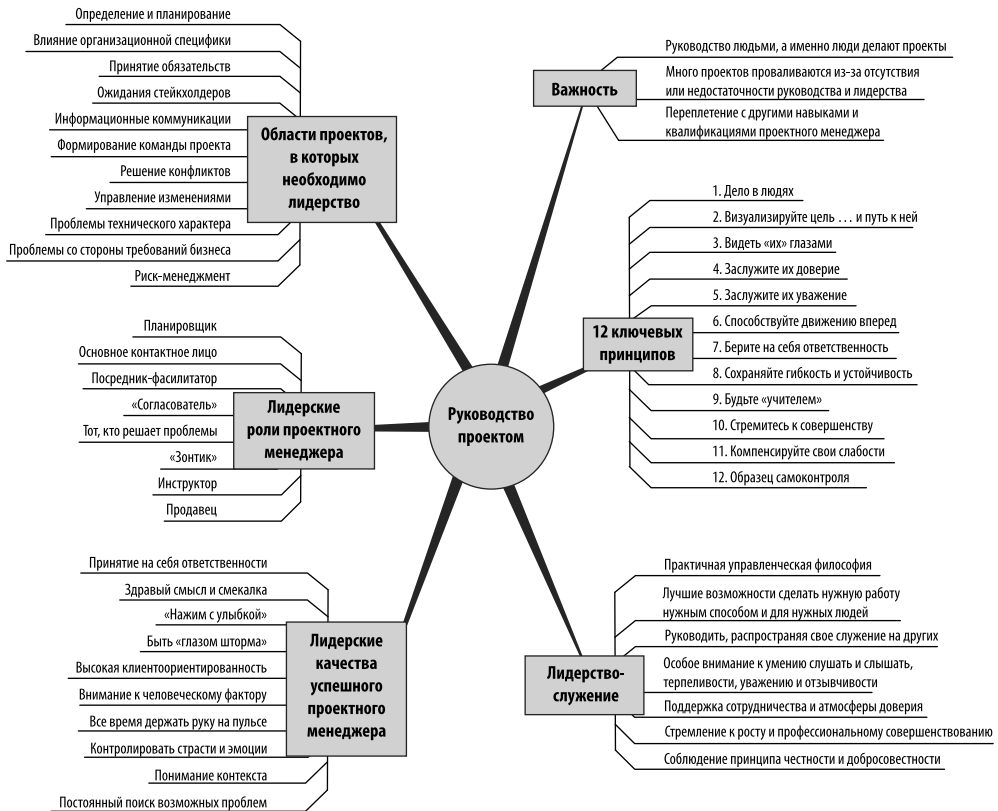 Определение и планирование
Влияние организационной специфики
Принятие обязательств
Ожидания стейкхолдеров
Информационные коммуникации
Формирование команды проекта
Решение конфликтов
Управление изменениями
Проблемы технического характера
Проблемы со стороны требований бизнеса
Риск-менеджмент
Области проектов,
в которых
необходимо
лидерство
Планировщик
Основное контактное лицо
Посредник-фасилитатор
«Согласователь»
Тот, кто решает проблемы
«Зонтик»
Инструктор
Продавец
Лидерские
роли проектного
менеджера
Принятие на себя ответственности
Здравый смысл и смекалка
«Нажим с улыбкой»
Быть «глазом шторма»
Высокая клиентоориентированность
Внимание к человеческому фактору
Все время держать руку на пульсе
Контролировать страсти и эмоции
Понимание контекста
Постоянный поиск возможных проблем
Лидерские
качества
успешного
проектного
менеджера
Руководство
проектом
Важность
Руководство людьми, а именно люди делают проекты
Много проектов проваливаются из-за отсутствия
или недостаточности руководства и лидерства
Переплетение с другими навыками и
квалификациями проектного менеджера
12 ключевых
принципов
1. Дело в людях
2. Визуализируйте цель … и путь к ней
3. Видеть «их» глазами
4. Заслужите их доверие
5. Заслужите их уважение
6. Способствуйте движению вперед
7. Берите на себя ответственность
8. Сохраняйте гибкость и устойчивость
9. Будьте «учителем»
10. Стремитесь к совершенству
11. Компенсируйте свои слабости
12. Образец самоконтроля
Лидерство-
служение
Практичная управленческая философия
Лучшие возможности сделать нужную работу
нужным способом и для нужных людей
Руководить, распространяя свое служение на других
Особое внимание к умению слушать и слышать,
терпеливости, уважению и отзывчивости
Поддержка сотрудничества и атмосферы доверия
Стремление к росту и профессиональному совершенствованию
Соблюдение принципа честности и добросовестности